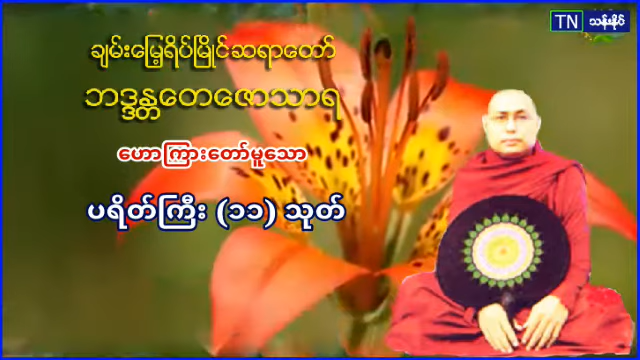 TN သန်းနိုင်
ချမ်းမြေ့ရိပ်မြိုင်ဆရာတော်
ဘဒ္ဒန္တတေဇောသာရ
ဟောကြားတော်မူသော
ပရိတ်ကြီး (၁၁) သုတ်